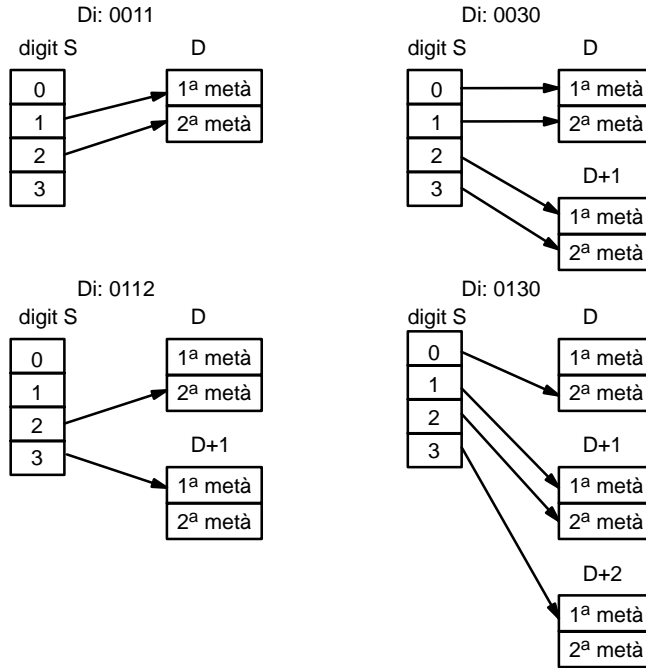 Di: 0011
digit S
D
0
1
2
3
1ª metà
2ª metà
Di: 0030
digit S
D
0
1
2
3
1ª metà
2ª metà
D+1
1ª metà
2ª metà
Di: 0112
digit S
D
0
1
2
3
1ª metà
2ª metà
D+1
1ª metà
2ª metà
Di: 0130
digit S
D
0
1
2
3
1ª metà
2ª metà
D+1
1ª metà
2ª metà
D+2
1ª metà
2ª metà